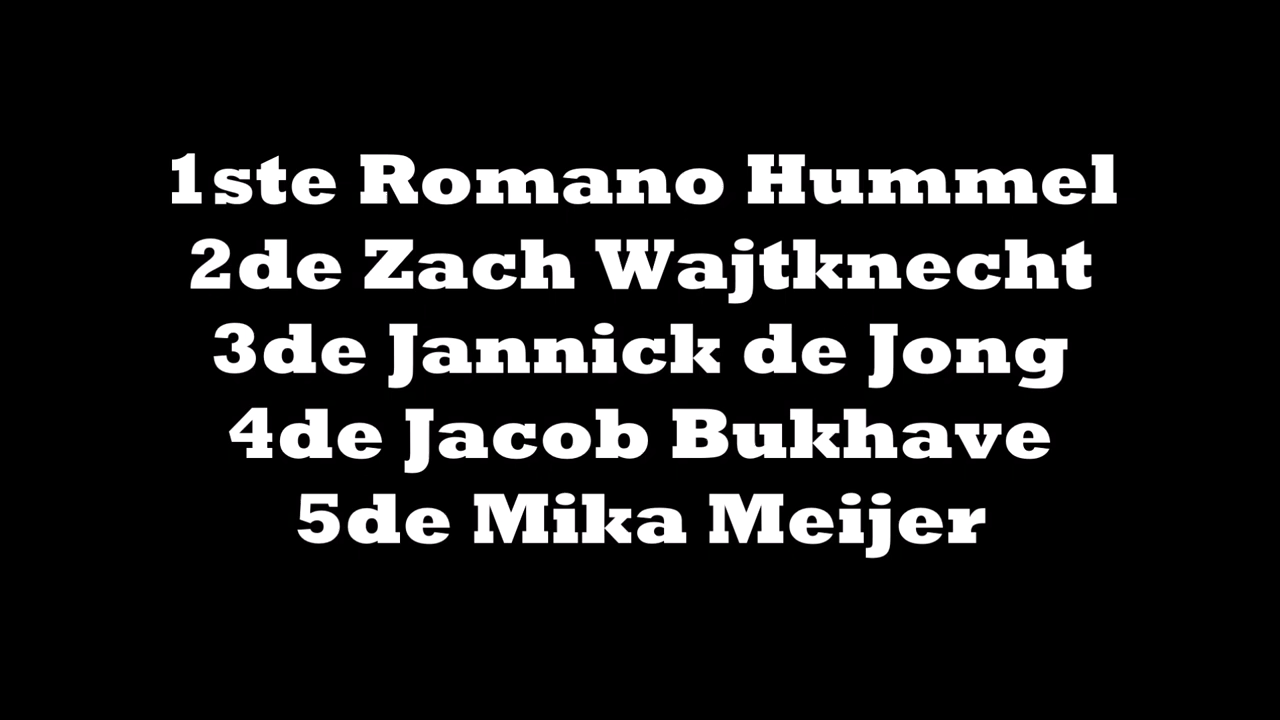 1ste Romano Hummel
2de Zach Wajtknecht
3de Jannick de Jong
4de Jacob Bukhave
5de Mika Meijer